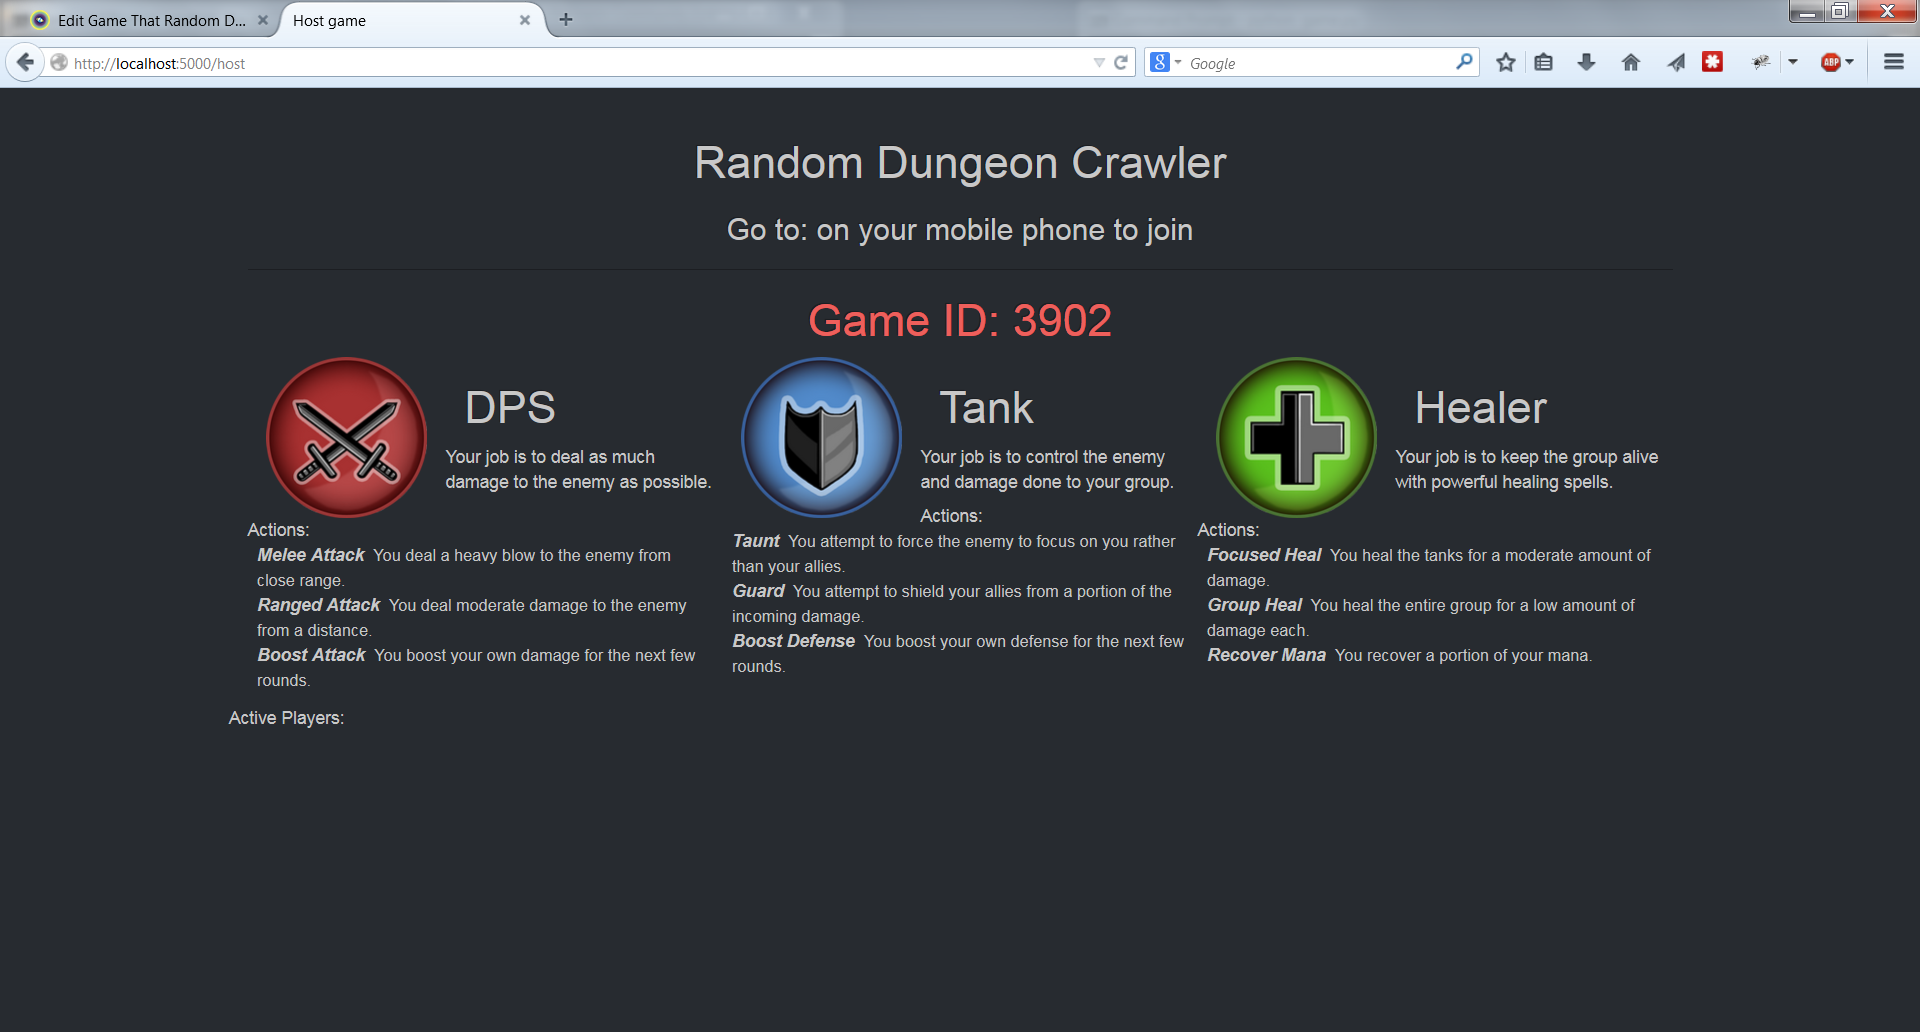 Edit Game That Random D...
Host game
http://localhost:5000/host
Google
ABP
Random Dungeon Crawler
Go to: on your mobile phone to join
Game ID: 3902
DPS
Your job is to deal as much
damage to the enemy as possible.
Actions:
Melee Attack You deal a heavy blow to the enemy from
close range.
Ranged Attack You deal moderate damage to the enemy
from a distance.
Boost Attack You boost your own damage for the next few
rounds.
Tank
Your job is to control the enemy
and damage done to your group.
Actions:
Taunt You attempt to force the enemy to focus on you rather
than your allies.
Guard You attempt to shield your allies from a portion of the
incoming damage.
Boost Defense You boost your own defense for the next few
rounds.
Healer
Your job is to keep the group alive
with powerful healing spells.
Actions:
Focused Heal You heal the tanks for a moderate amount of
damage.
Group Heal You heal the entire group for a low amount of
damage each.
Recover Mana You recover a portion of your mana.
Active Players: